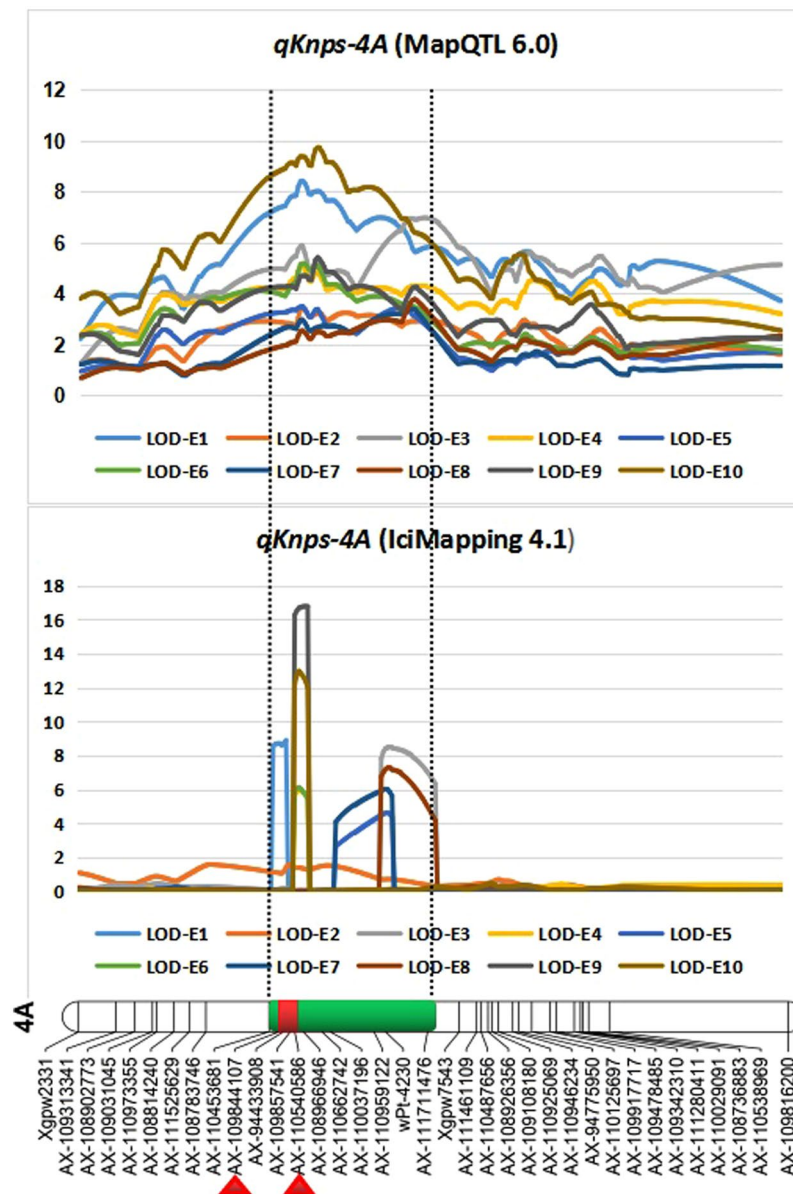 qKnps-4A (MapQTL 6.0)
12
10
8
6
4
2
0
LOD-E1 LOD-E2 LOD-E3 LOD-E4 LOD-E5
LOD-E6 LOD-E7 LOD-E8 LOD-E9 LOD-E10
qKnps-4A (IciMapping 4.1)
18
16
14
12
10
8
6
4
2
0
LOD-E1 LOD-E2 LOD-E3 LOD-E4 LOD-E5
LOD-E6 LOD-E7 LOD-E8 LOD-E9 LOD-E10
4A
Xgpw2331
AX-109313341
AX-108902773
AX-109031045
AX-110973355
AX-108814240
AX-111525629
AX-108783746
AX-110453681
AX-109844107
AX-94433908
AX-109857541
AX-110540586
AX-108966946
AX-110662742
AX-110037196
AX-110959122
wPt-4230
AX-111711476
Xgpw7543
AX-111461109
AX-110487656
AX-108926356
AX-109108180
AX-110925069
AX-110946234
AX-94775950
AX-110125697
AX-109917717
AX-109478485
AX-109342310
AX-111280411
AX-110029091
AX-108736883
AX-110538969
AX-109816200